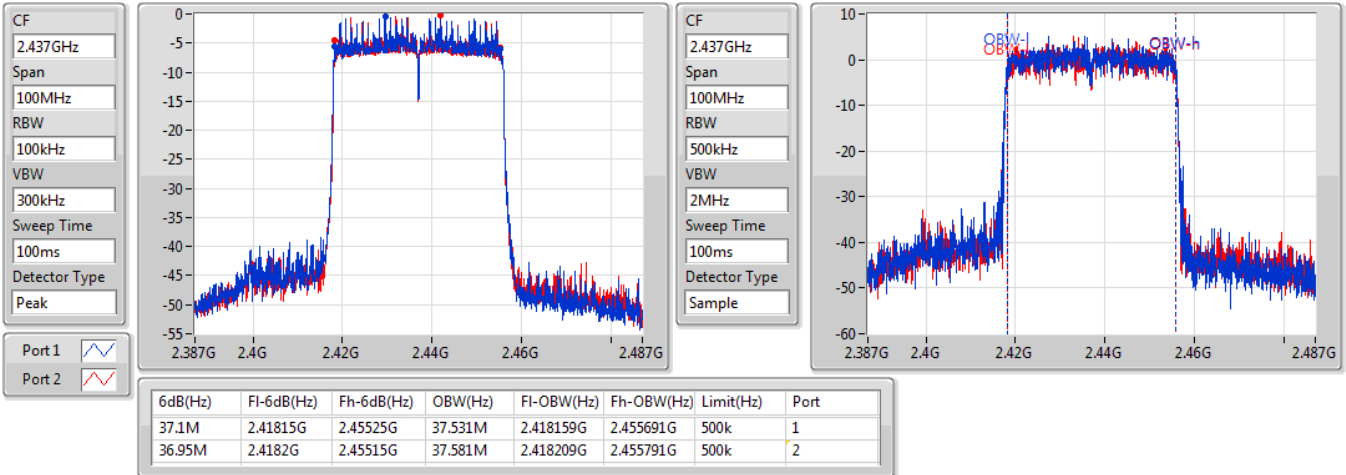 CF
2.437GHz
Span
100MHz
RBW
100kHz
VBW
300kHz
Sweep Time
100ms
Detector Type
Peak
Port 1
Port 2
0-
-5-
-10-
-15-
-20-
-25-
-30-
-35-
-40-
-45-
-50-
-55-
2.387G 2.4G 2.42G 2.44G 2.46G 2.487G
CF
2.437GHz
Span
100MHz
RBW
500kHz
VBW
2MHz
Sweep Time
100ms
Detector Type
Sample
10-
0-
-10-
-20-
-30-
-40-
-50-
-60-
OBW-l
OBW-h
2.387G 2.4G 2.42G 2.44G 2.46G 2.487G
6dB(Hz) Fl-6dB(Hz) Fh-6dB(Hz) OBW(Hz) Fl-OBW(Hz) Fh-OBW(Hz) Limit(Hz) Port
37.1M 2.41815G 2.45525G 37.531M 2.418159G 2.455691G 500k 1
36.95M 2.4182G 2.45515G 37.581M 2.418209G 2.455791G 500k 2